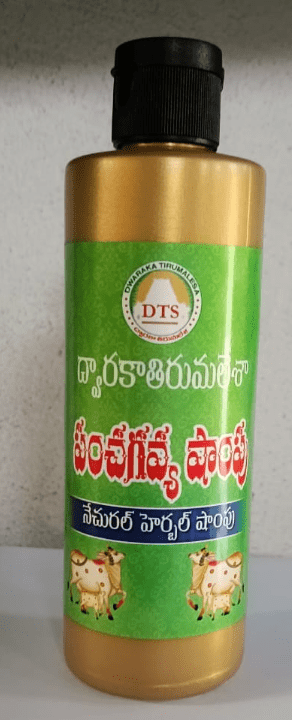 DWARAKA TIRUMALESA
DTS
ద్వారకాతిరుమలేశా
పంచగవ్య షాంపు
నేచురల్ హెర్బల్ షాంపు